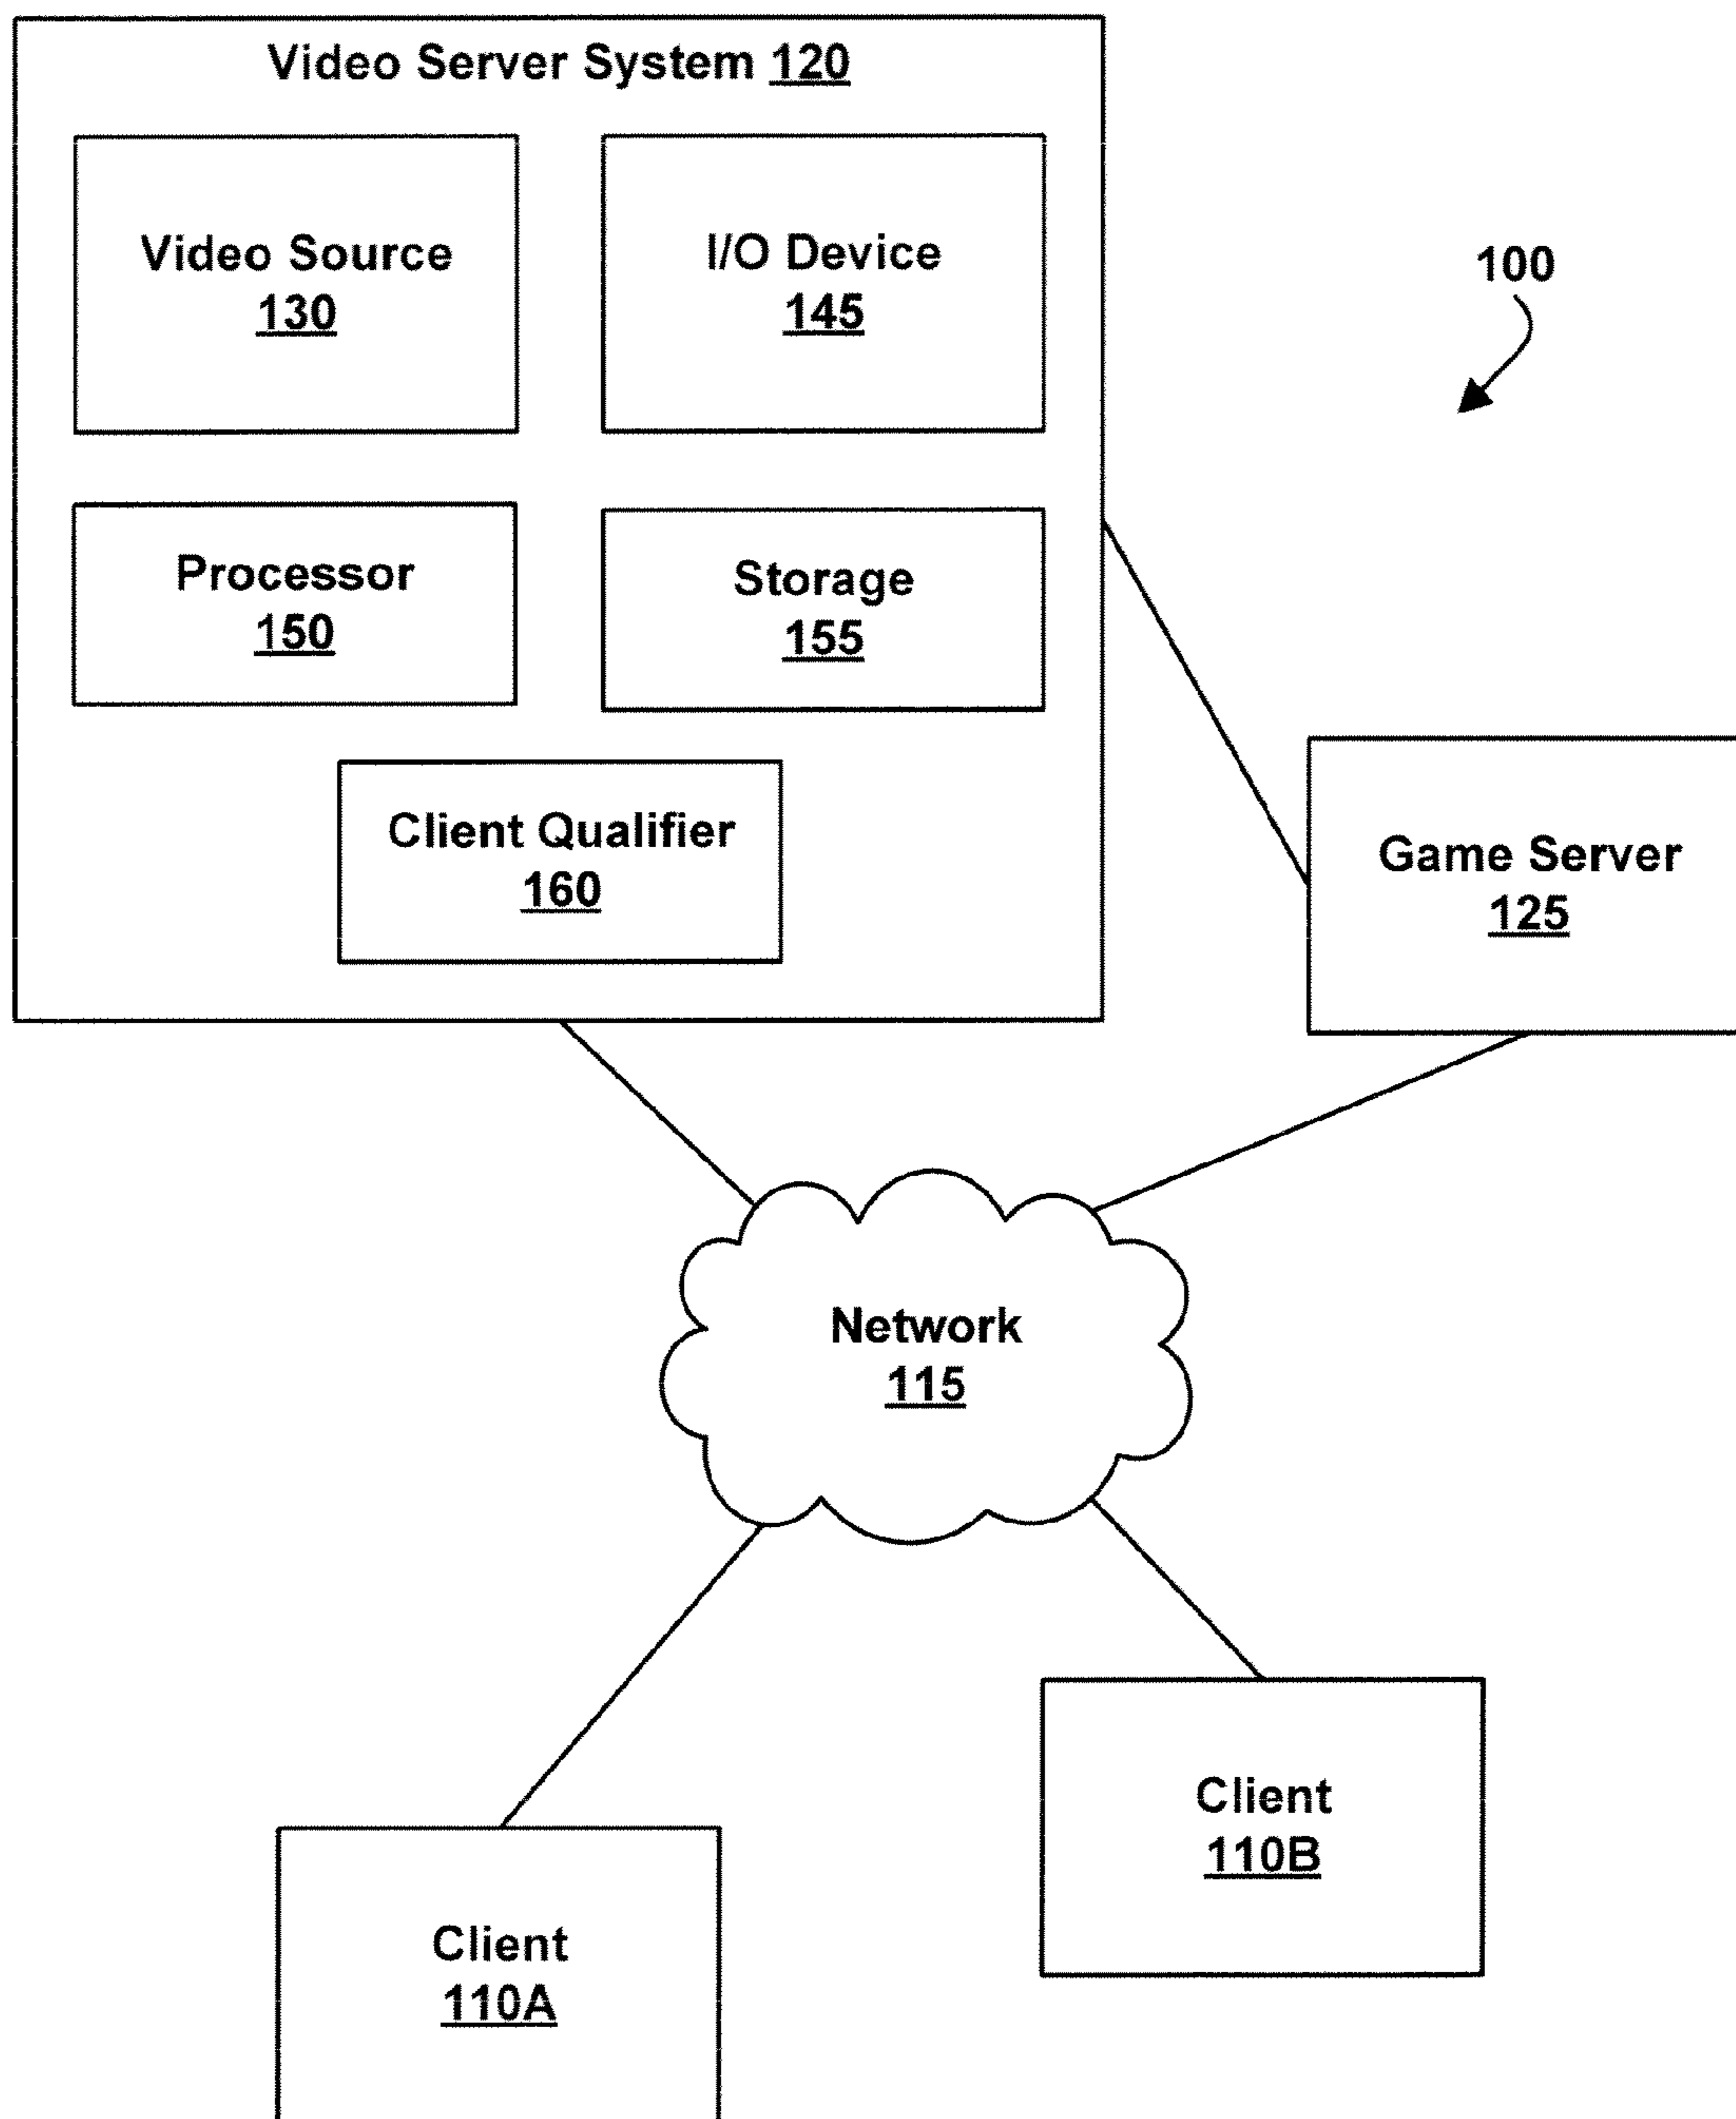 Video Server System 120
Video Source
130
I/O Device
145
100
Processor
150
Storage
155
Client Qualifier
160
Game Server
125
Network
115
Client
110B
Client
110A